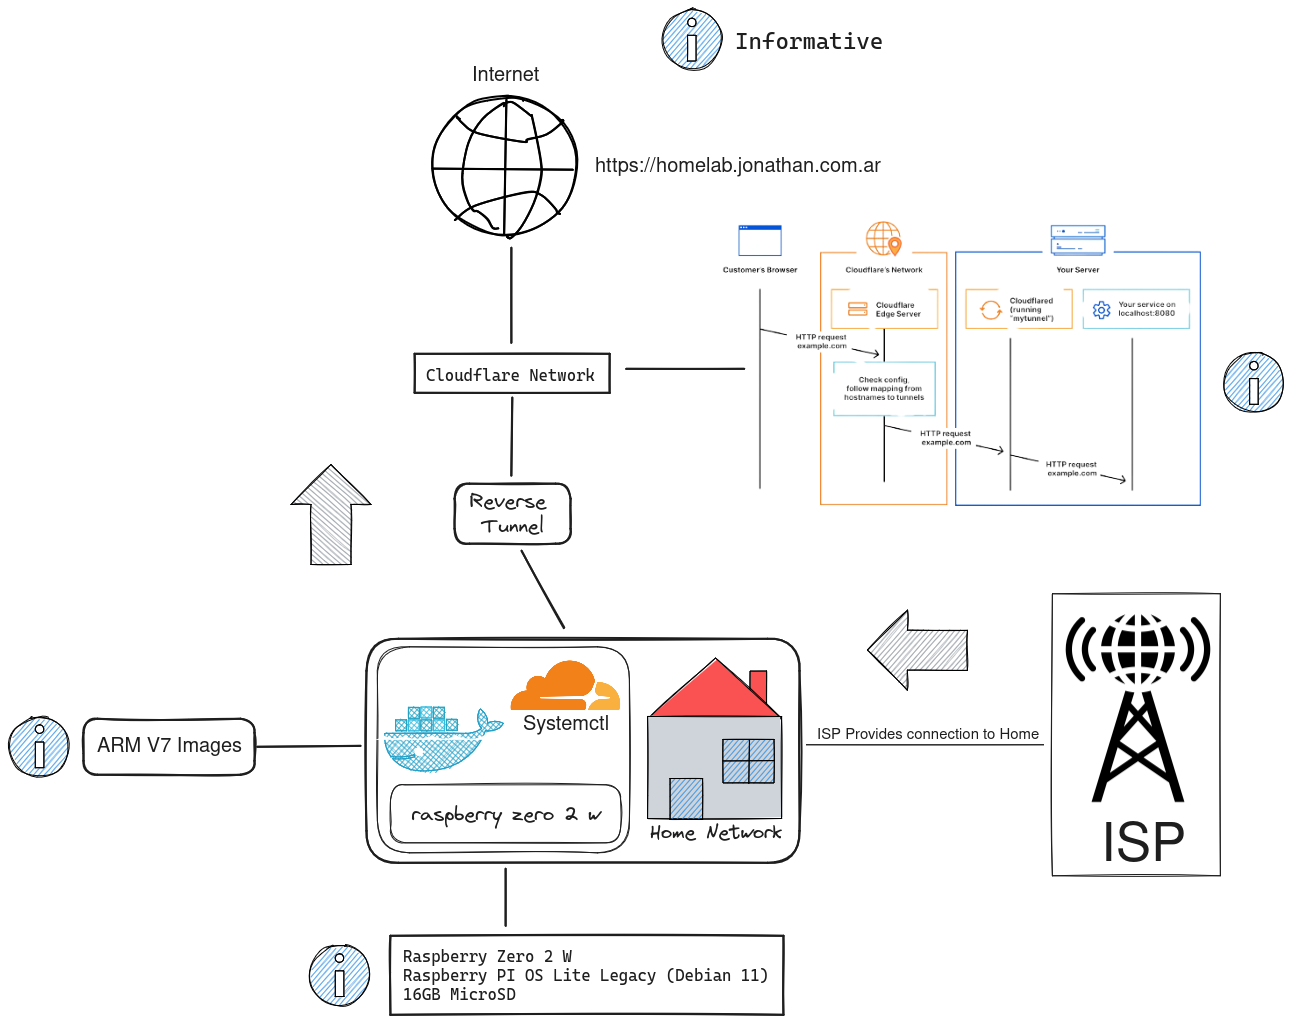 Informative
Internet
https://homelab.jonathan.com.ar
Customer's Browser
Cloudflare's Network
Your Server
Cloudflare
Edge Server
Cloudflared
(running
"mytunnel")
Your service on
localhost:8080
HTTP request
example.com
Check config,
follow mapping from
hostnames to tunnels
HTTP request
example.com
HTTP request
example.com
Cloudflare Network
Reverse
Tunnel
Systemctl
ARM V7 Images
raspberry zero 2 w
Home Network
ISP Provides connection to Home
ISP
Raspberry Zero 2 W
Raspberry PI OS Lite Legacy (Debian 11)
16GB MicroSD